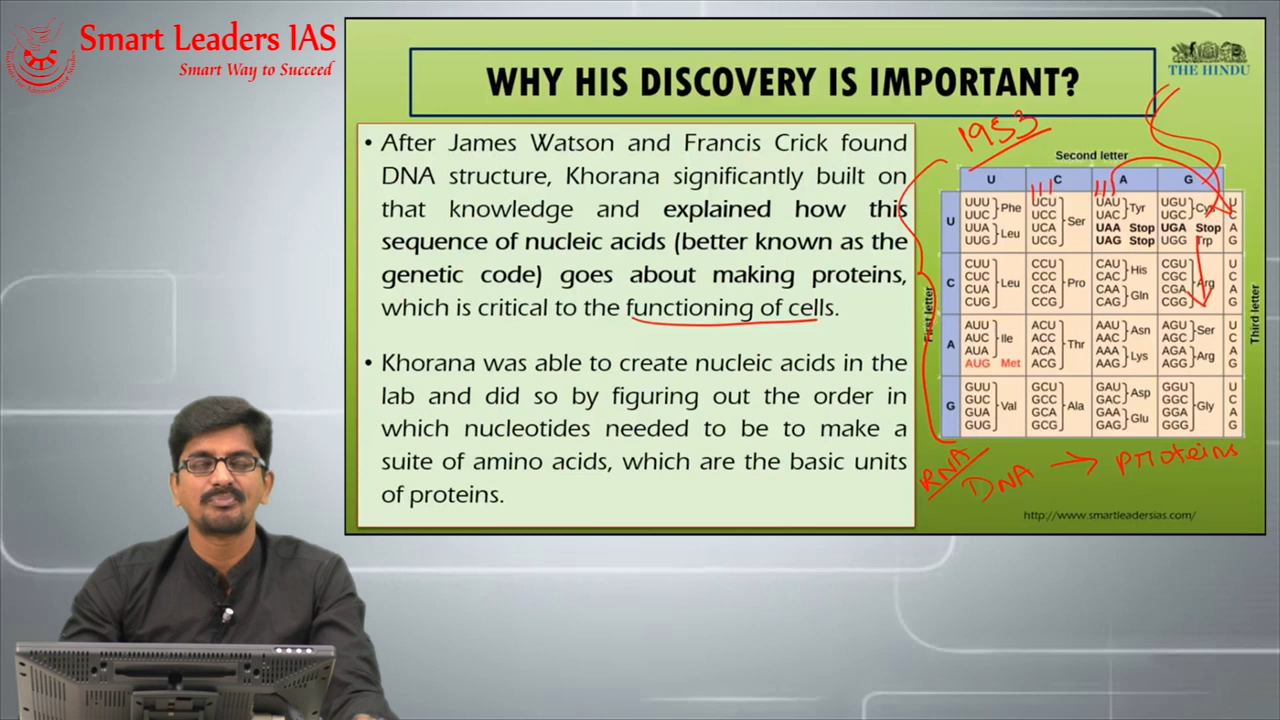 Smart Leaders IAS
Smart Way to Succeed
WHY HIS DISCOVERY IS IMPORTANT?
THE HINDU
• After James Watson and Francis Crick found
DNA structure, Khorana significantly built on
that knowledge and explained how this
sequence of nucleic acids (better known as the
genetic code) goes about making proteins,
which is critical to the functioning of cells.
• Khorana was able to create nucleic acids in the
lab and did so by figuring out the order in
which nucleotides needed to be to make a
suite of amino acids, which are the basic units
of proteins.
1953
Second letter
U C A G
First letter
Third letter
U
UUU UCU UAU UGU U
UUC Phe UCC UAC Tyr UGC Cys C
UUA UCA Ser UAA Stop UGA Stop A
UUG Leu UCG UAG Stop UGG Trp G
C
CUU CCU CAU CGU U
CUC CCC CAC His CGC C
CUA Leu CCA Pro CAA CGA Arg A
CUG CCG CAG Gln CGG G
A
AUU ACU AAU AGU U
AUC Ile ACC AAC Asn AGC Ser C
AUA ACA Thr AAA AGA A
AUG Met ACG AAG Lys AGG Arg G
G
GUU GCU GAU GGU U
GUC GCC GAC Asp GGC C
GUA Val GCA Ala GAA GGA Gly A
GUG GCG GAG Glu GGG G
RNA
DNA → Proteins
http://www.smartleadersias.com/